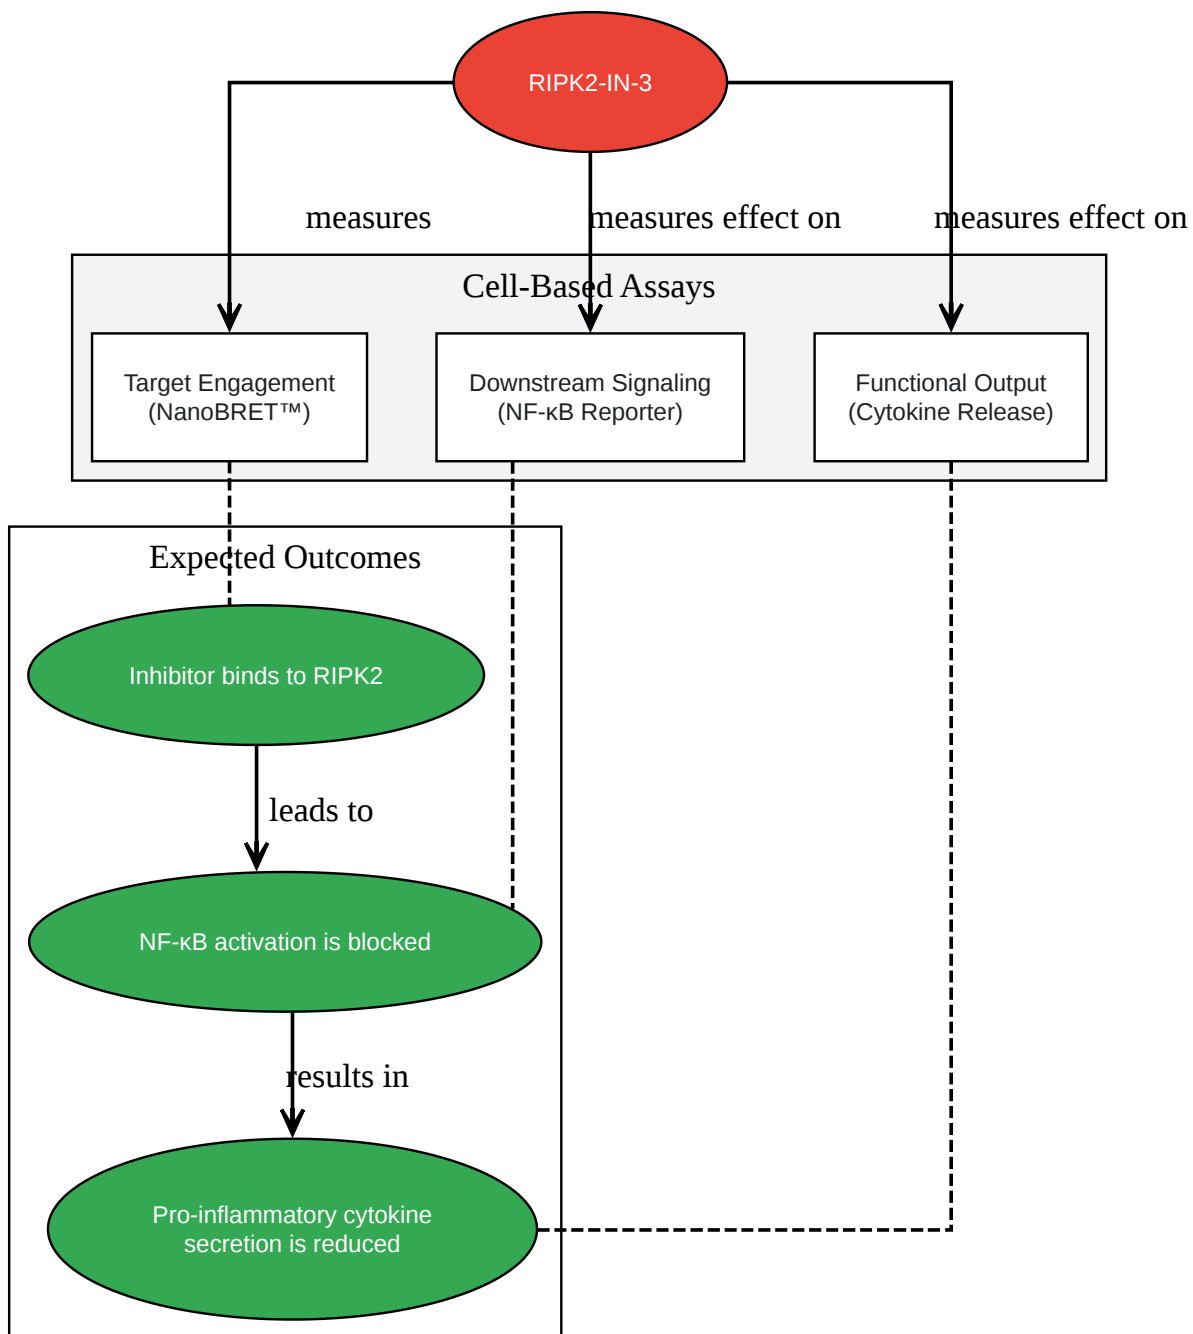 RIPK2-IN-3
measures
measures effect on
measures effect on
Cell-Based Assays
Target Engagement
(NanoBRET™)
Downstream Signaling
(NF-κB Reporter)
Functional Output
(Cytokine Release)
Expected Outcomes
Inhibitor binds to RIPK2
leads to
NF-κB activation is blocked
results in
Pro-inflammatory cytokine
secretion is reduced